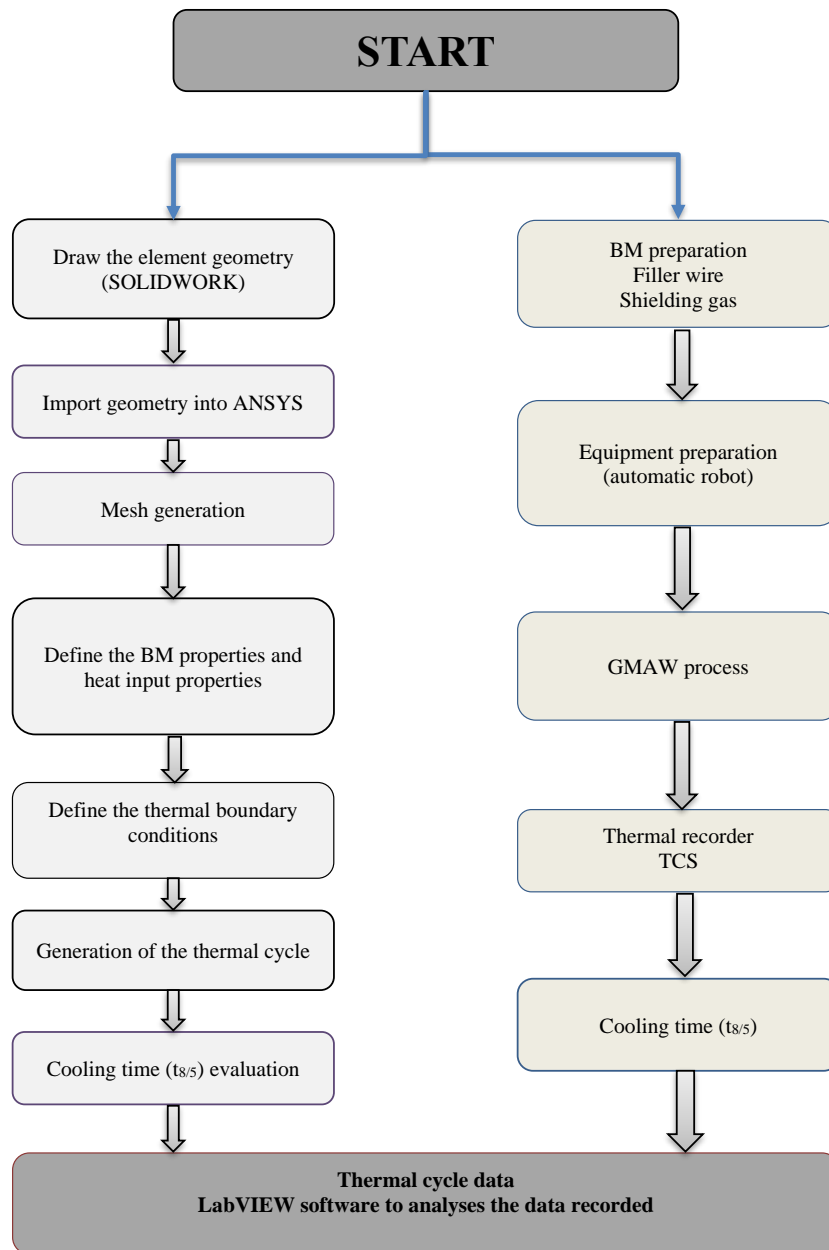 START
Draw the element geometry
(SOLIDWORK)
Import geometry into ANSYS
Mesh generation
Define the BM properties and
heat input properties
Define the thermal boundary
conditions
Generation of the thermal cycle
Cooling time (t8/5) evaluation
BM preparation
Filler wire
Shielding gas
Equipment preparation
(automatic robot)
GMAW process
Thermal recorder
TCS
Cooling time (t8/5)
Thermal cycle data
LabVIEW software to analyses the data recorded